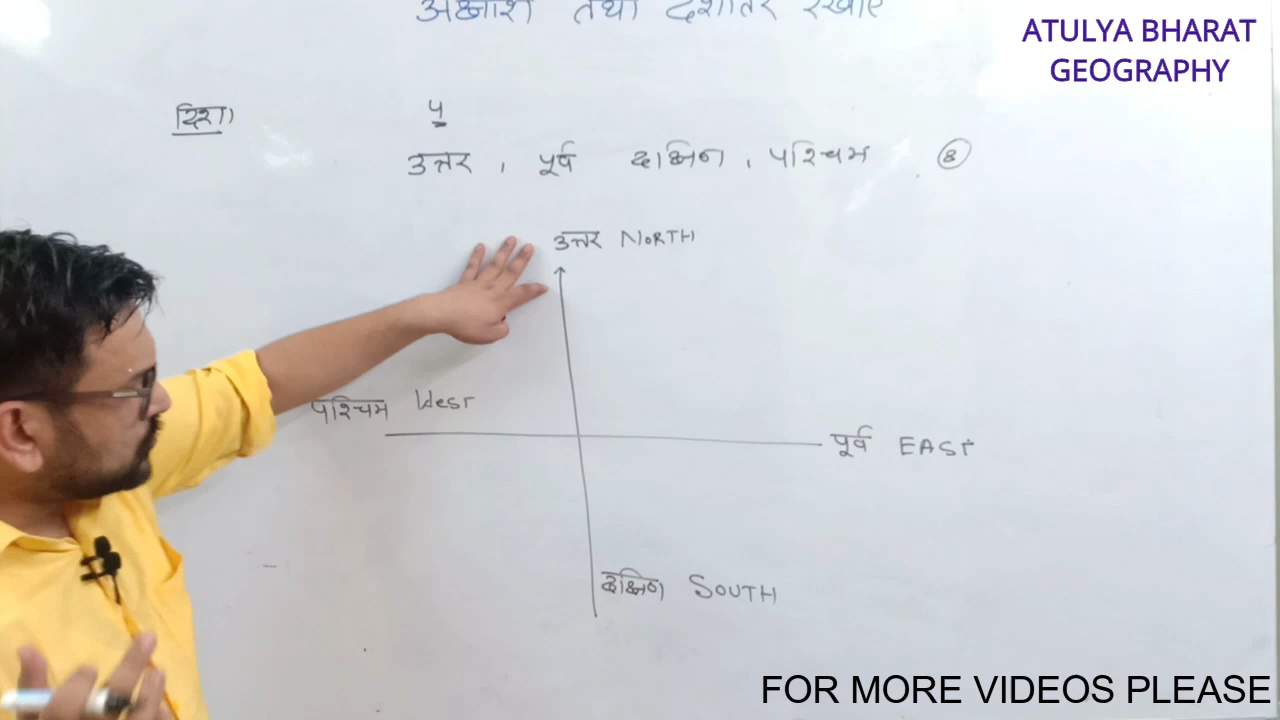 अक्षांश तथा देशांतर रेखाएं
ATULYA BHARAT
GEOGRAPHY
दिशा
4
उत्तर , पूर्व दक्षिण , पश्चिम 8
उत्तर NORTH
पश्चिम West
पूर्व EAST
दक्षिण SOUTH
FOR MORE VIDEOS PLEASE